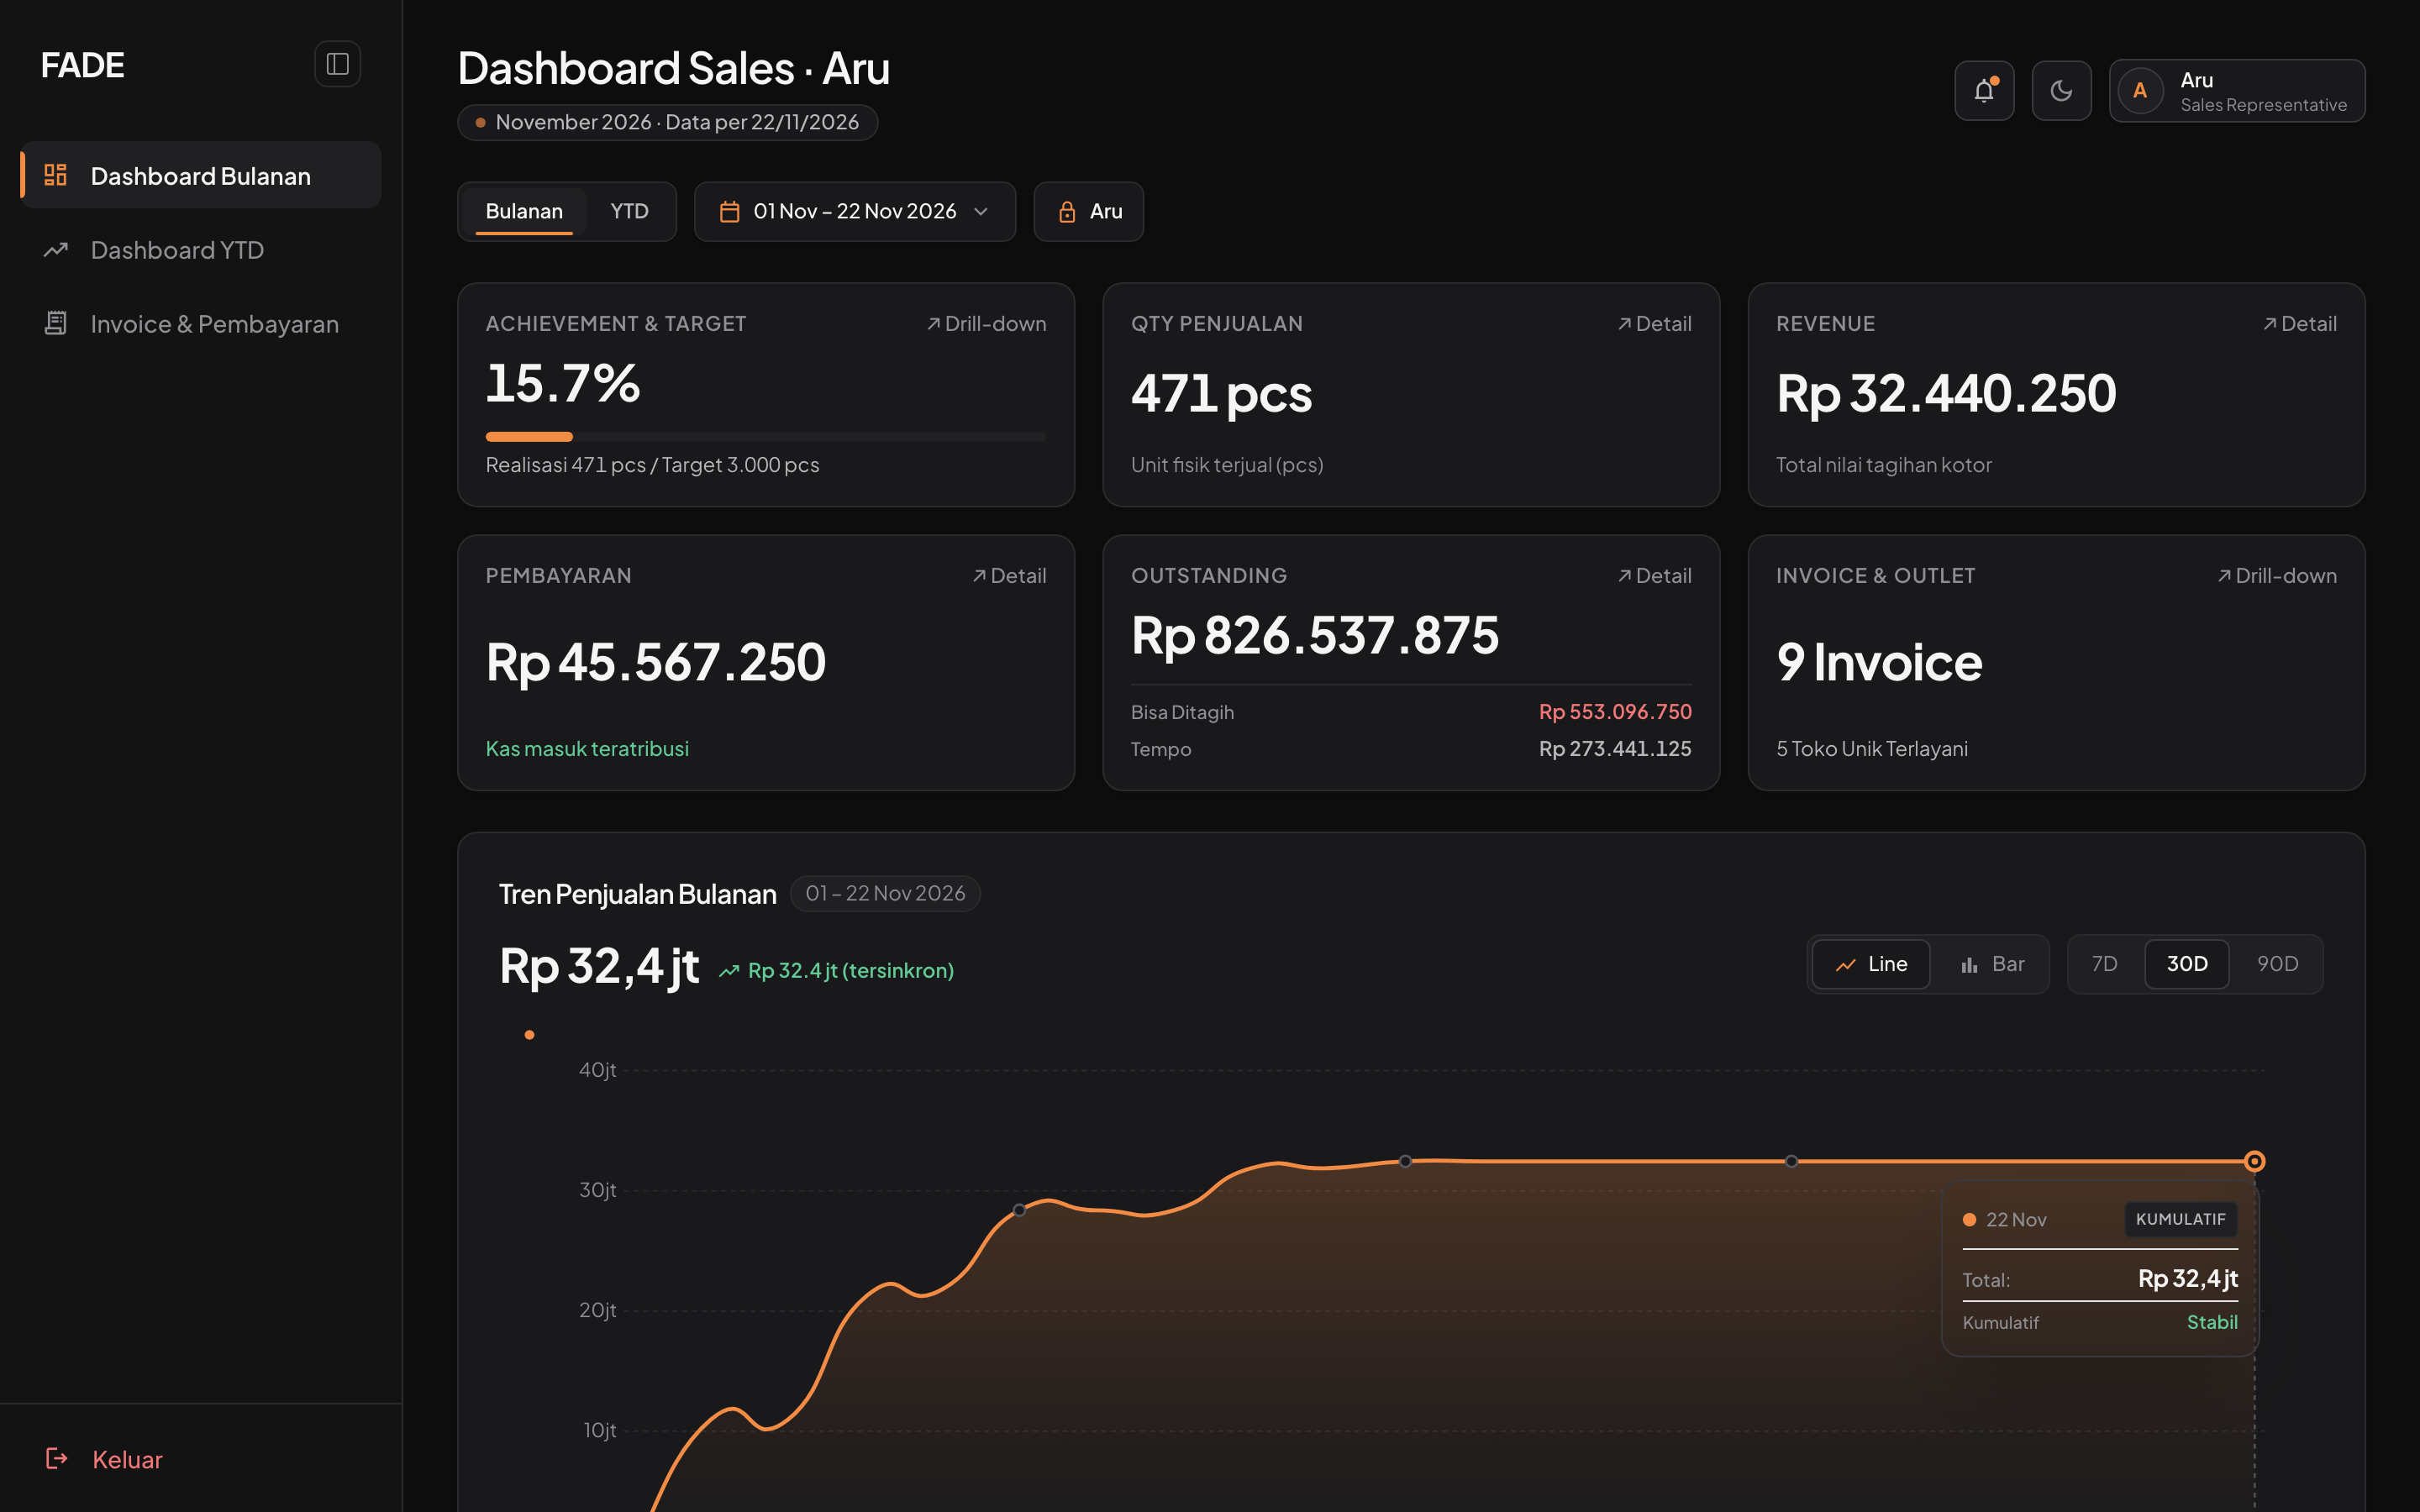 FADE
Dashboard Bulanan
Dashboard YTD
Invoice & Pembayaran
Keluar
Dashboard Sales · Aru
November 2026 · Data per 22/11/2026
A
Aru
Sales Representative
Bulanan
YTD
01 Nov – 22 Nov 2026
Aru
ACHIEVEMENT & TARGET
Drill-down
15.7%
Realisasi 471 pcs / Target 3.000 pcs
QTY PENJUALAN
Detail
471 pcs
Unit fisik terjual (pcs)
REVENUE
Detail
Rp 32.440.250
Total nilai tagihan kotor
PEMBAYARAN
Detail
Rp 45.567.250
Kas masuk teratribusi
OUTSTANDING
Detail
Rp 826.537.875
Bisa Ditagih
Rp 553.096.750
Tempo
Rp 273.441.125
INVOICE & OUTLET
Drill-down
9 Invoice
5 Toko Unik Terlayani
Tren Penjualan Bulanan
01 – 22 Nov 2026
Rp 32,4 jt
Rp 32.4 jt (tersinkron)
Line
Bar
7D
30D
90D
40jt
30jt
20jt
10jt
22 Nov
KUMULATIF
Total:
Rp 32,4 jt
Kumulatif
Stabil